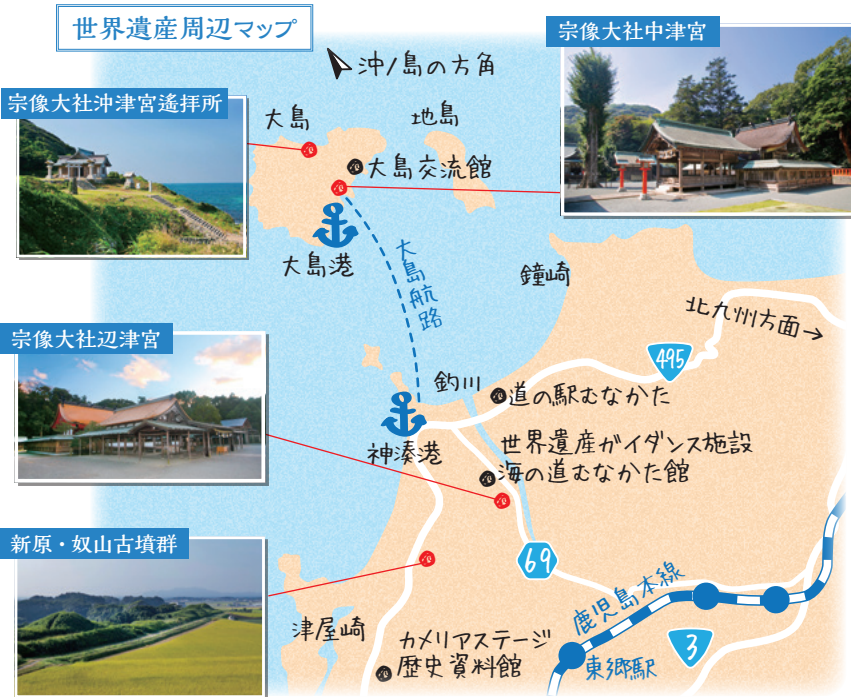 世界遺産周辺マップ
宗像大社中津宮
沖ノ島の方角
宗像大社沖津宮遙拝所
大島
地島
大島交流館
大島港
大島航路
鐘崎
北九州方面→
宗像大社辺津宮
495
釣川
道の駅むなかた
神湊港
世界遺産ガイダンス施設
海の道むなかた館
新原・奴山古墳群
69
鹿児島本線
津屋崎
カメリアステージ
歴史資料館
東郷駅
3